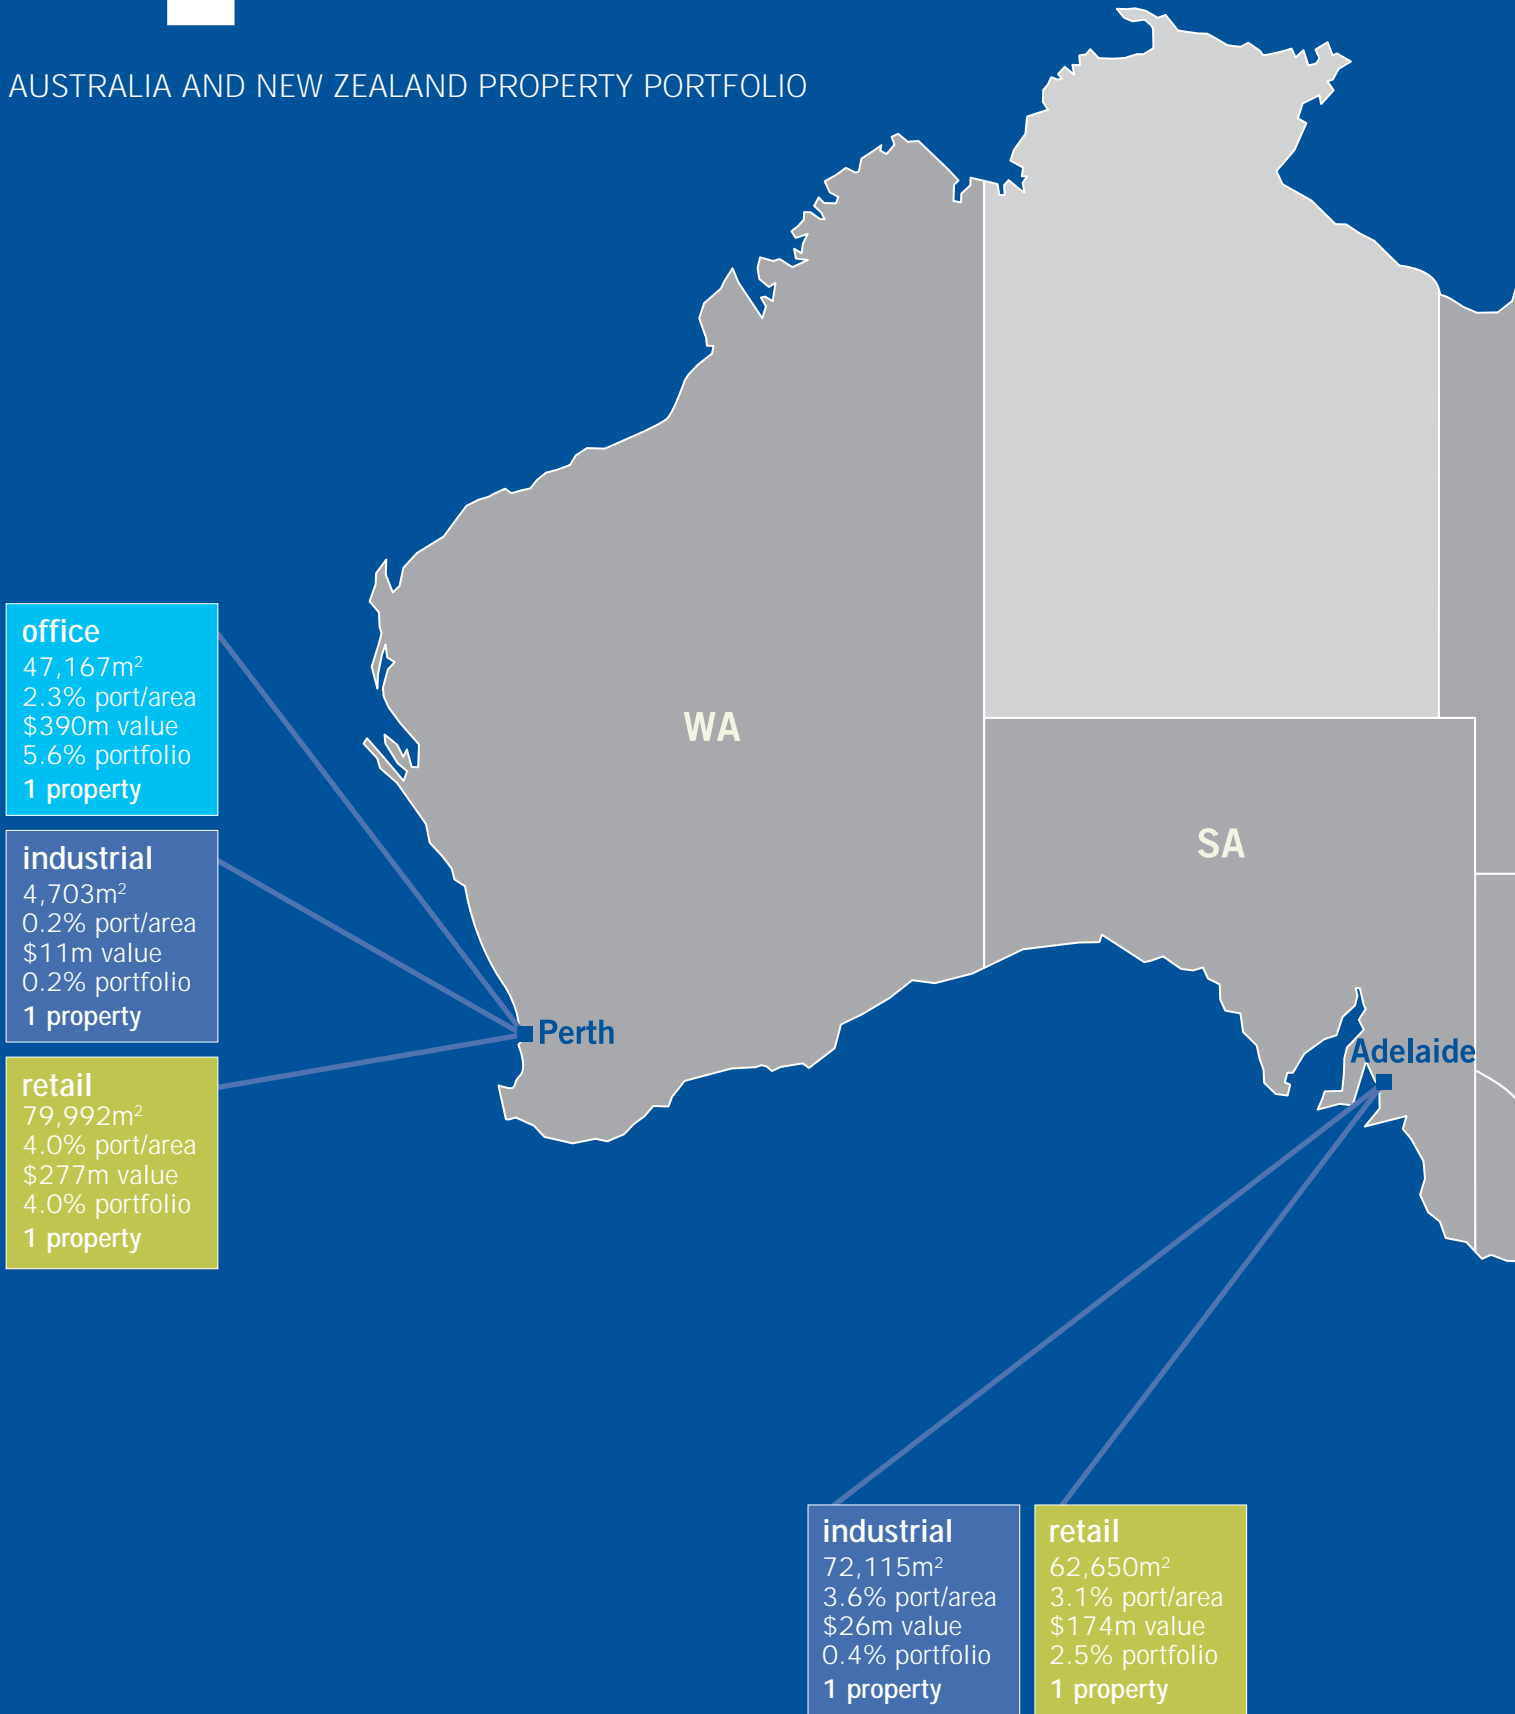 AUSTRALIA AND NEW ZEALAND PROPERTY PORTFOLIO
office
47,167m²
2.3% port/area
$390m value
5.6% portfolio
1 property
industrial
4,703m²
0.2% port/area
$11m value
0.2% portfolio
1 property
retail
79,992m²
4.0% port/area
$277m value
4.0% portfolio
1 property
WA
SA
Perth
Adelaide
industrial
72,115m²
3.6% port/area
$26m value
0.4% portfolio
1 property
retail
62,650m²
3.1% port/area
$174m value
2.5% portfolio
1 property